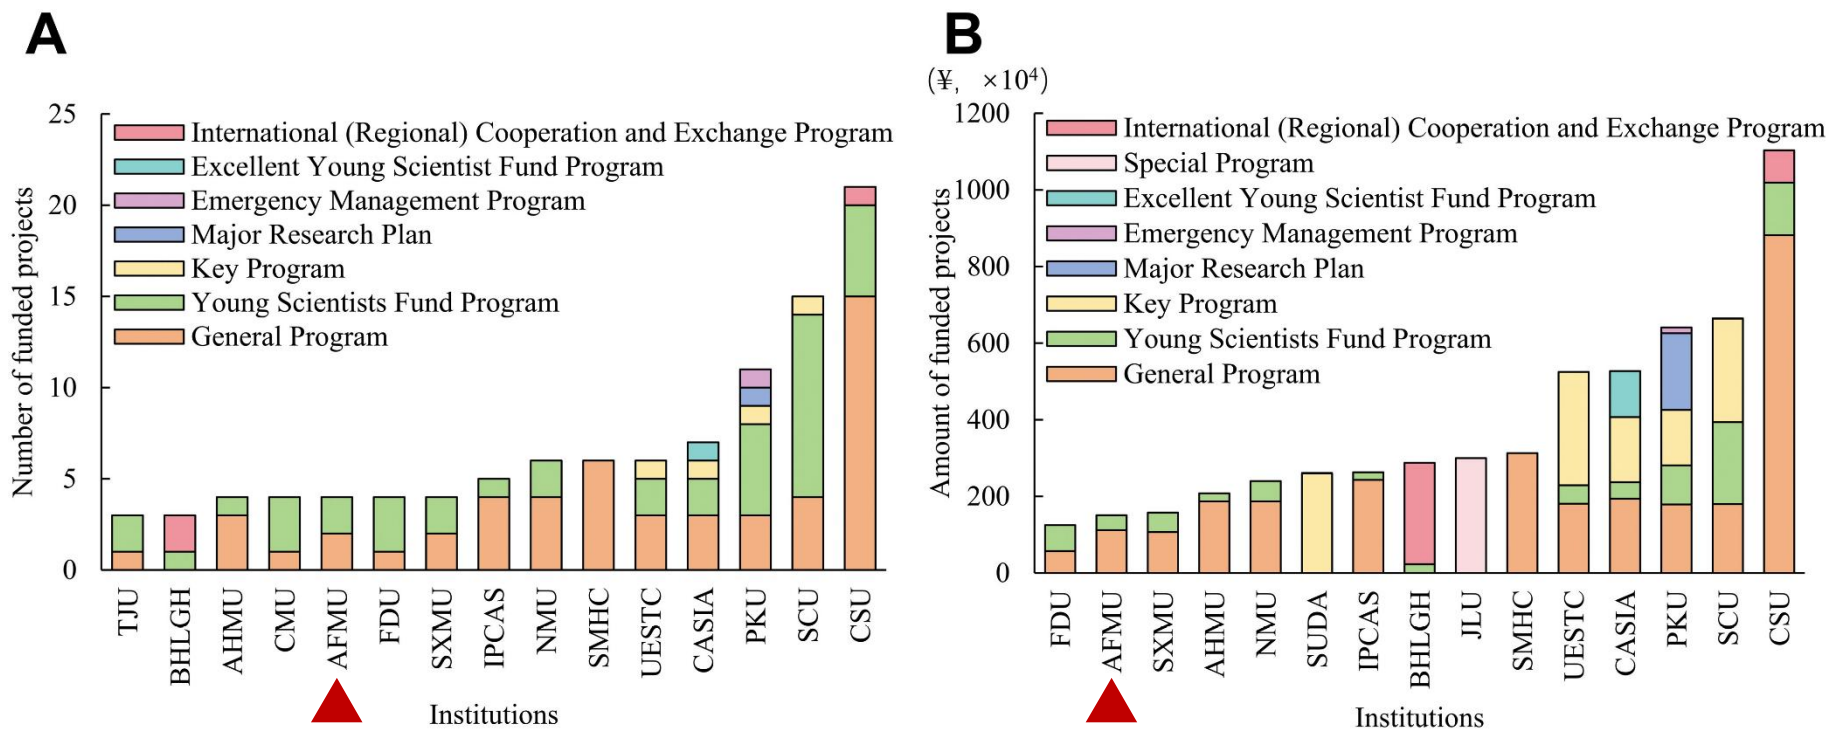 A
Number of funded projects
25
20
15
10
5
0
International (Regional) Cooperation and Exchange Program
Excellent Young Scientist Fund Program
Emergency Management Program
Major Research Plan
Key Program
Young Scientists Fund Program
General Program
TJU
BHLGH
AHMU
CMU
AFMU
FDU
SXMU
IPCAS
NMU
SMHC
UESTC
CASIA
PKU
SCU
CSU
Institutions
B
(¥, ×10⁴)
Amount of funded projects
1200
1000
800
600
400
200
0
International (Regional) Cooperation and Exchange Program
Special Program
Excellent Young Scientist Fund Program
Emergency Management Program
Major Research Plan
Key Program
Young Scientists Fund Program
General Program
FDU
AFMU
SXMU
AHMU
NMU
SUDA
IPCAS
BHLGH
JLU
SMHC
UESTC
CASIA
PKU
SCU
CSU
Institutions